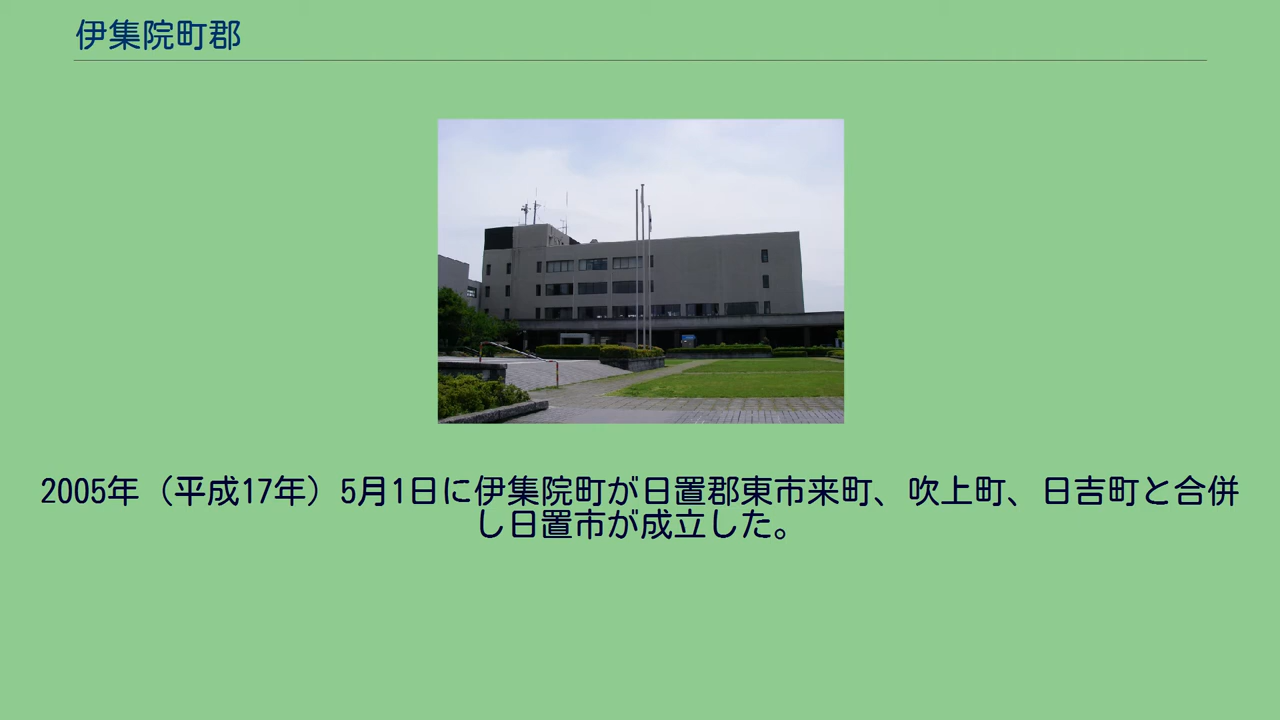 伊集院町郡
2005年（平成17年）5月1日に伊集院町が日置郡東市来町、吹上町、日吉町と合併
し日置市が成立した。